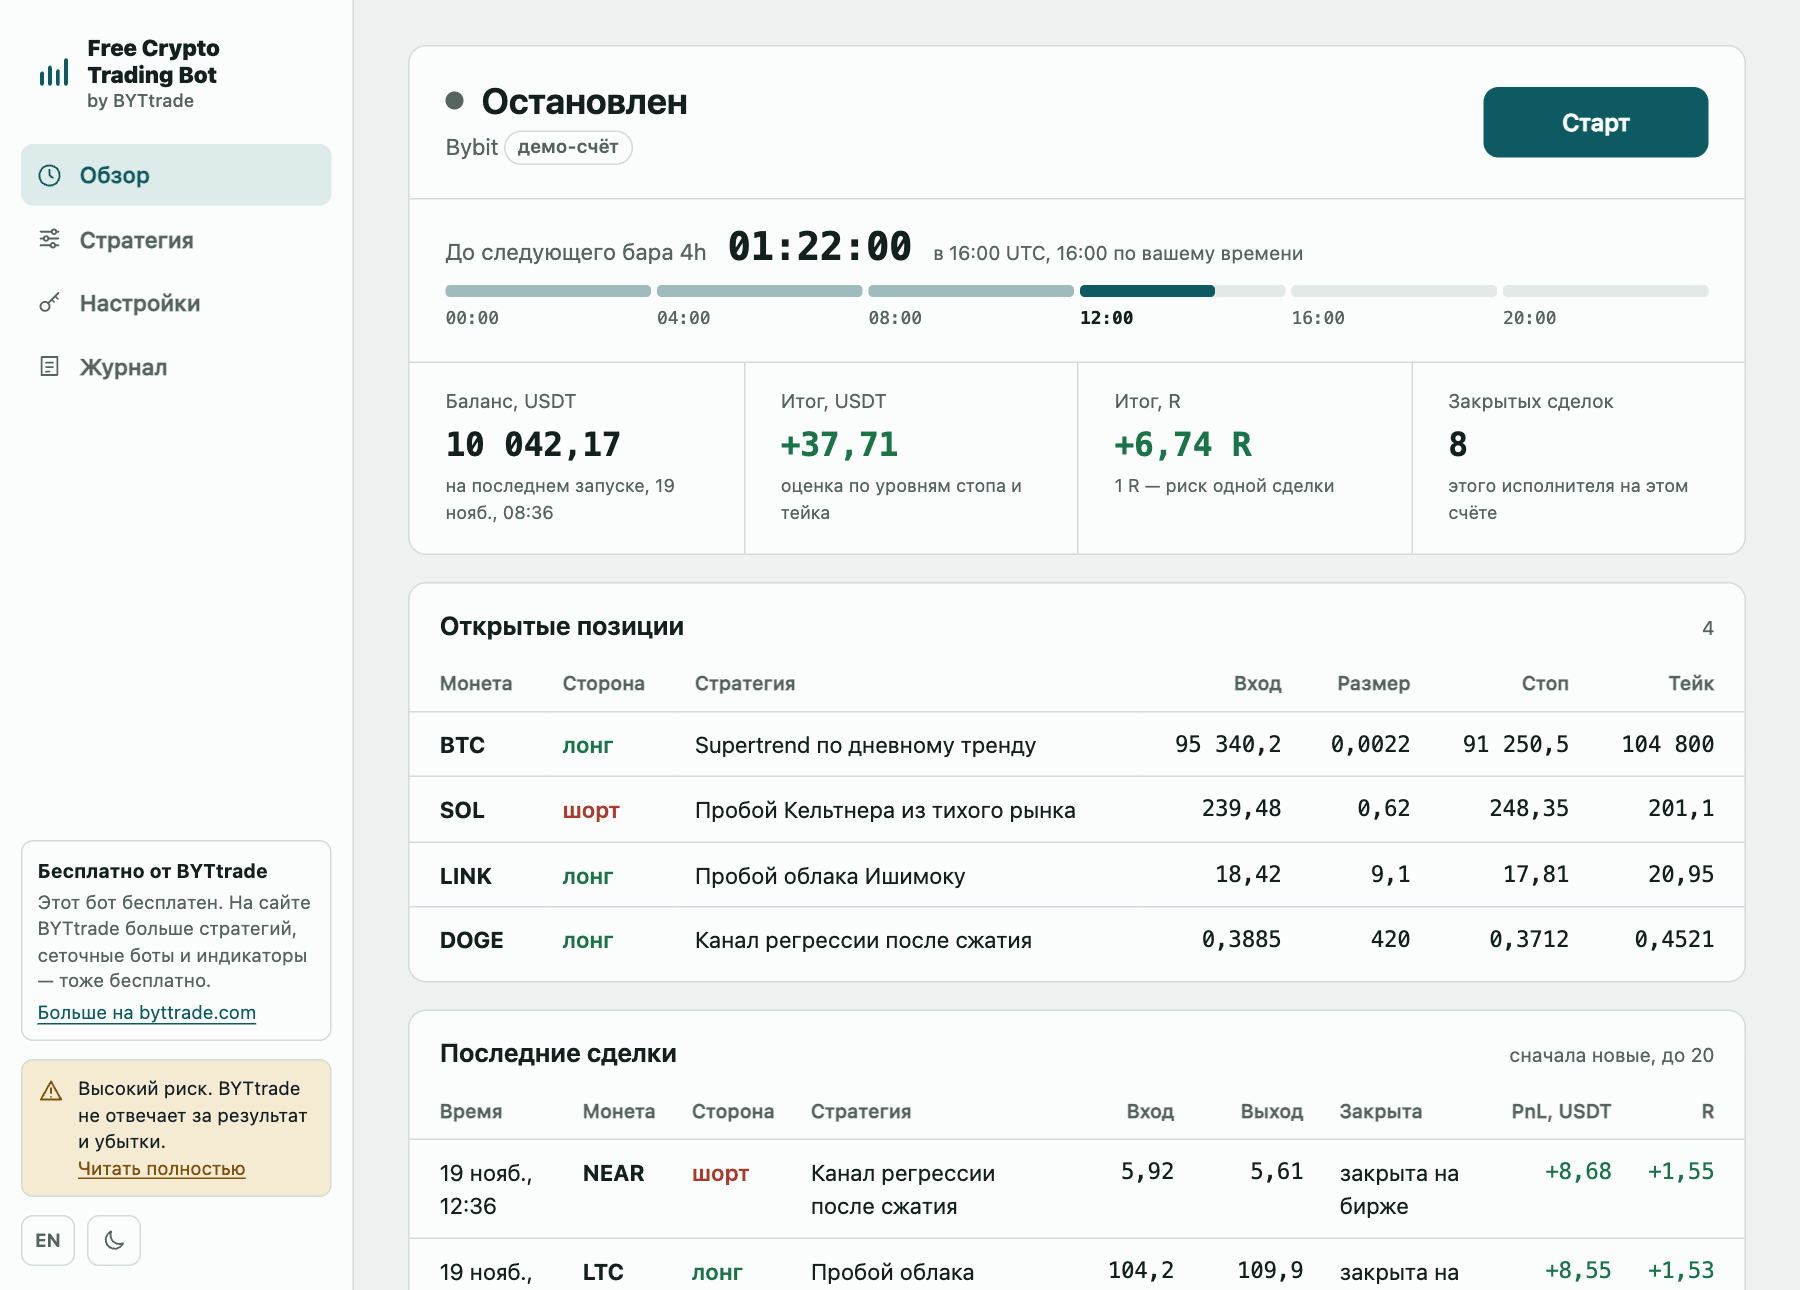 Free Crypto
Trading Bot
by BYTtrade
Обзор
Стратегия
Настройки
Журнал
Бесплатно от BYTtrade
Этот бот бесплатен. На сайте
BYTtrade больше стратегий,
сеточные боты и индикаторы
— тоже бесплатно.
Больше на byttrade.com
Высокий риск. BYTtrade
не отвечает за результат
и убытки.
Читать полностью
EN
Остановлен
Bybit демо-счёт
Старт
До следующего бара 4h 01:22:00 в 16:00 UTC, 16:00 по вашему времени
00:00 04:00 08:00 12:00 16:00 20:00
Баланс, USDT
10 042,17
на последнем запуске, 19
нояб., 08:36
Итог, USDT
+37,71
оценка по уровням стопа и
тейка
Итог, R
+6,74 R
1 R — риск одной сделки
Закрытых сделок
8
этого исполнителя на этом
счёте
Открытые позиции 4
Монета Сторона Стратегия Вход Размер Стоп Тейк
BTC лонг Supertrend по дневному тренду 95 340,2 0,0022 91 250,5 104 800
SOL шорт Пробой Кельтнера из тихого рынка 239,48 0,62 248,35 201,1
LINK лонг Пробой облака Ишимоку 18,42 9,1 17,81 20,95
DOGE лонг Канал регрессии после сжатия 0,3885 420 0,3712 0,4521
Последние сделки сначала новые, до 20
Время Монета Сторона Стратегия Вход Выход Закрыта PnL, USDT R
19 нояб., NEAR шорт Канал регрессии 5,92 5,61 закрыта на +8,68 +1,55
12:36 после сжатия бирже
19 нояб., LTC лонг Пробой облака 104,2 109,9 закрыта на +8,55 +1,53